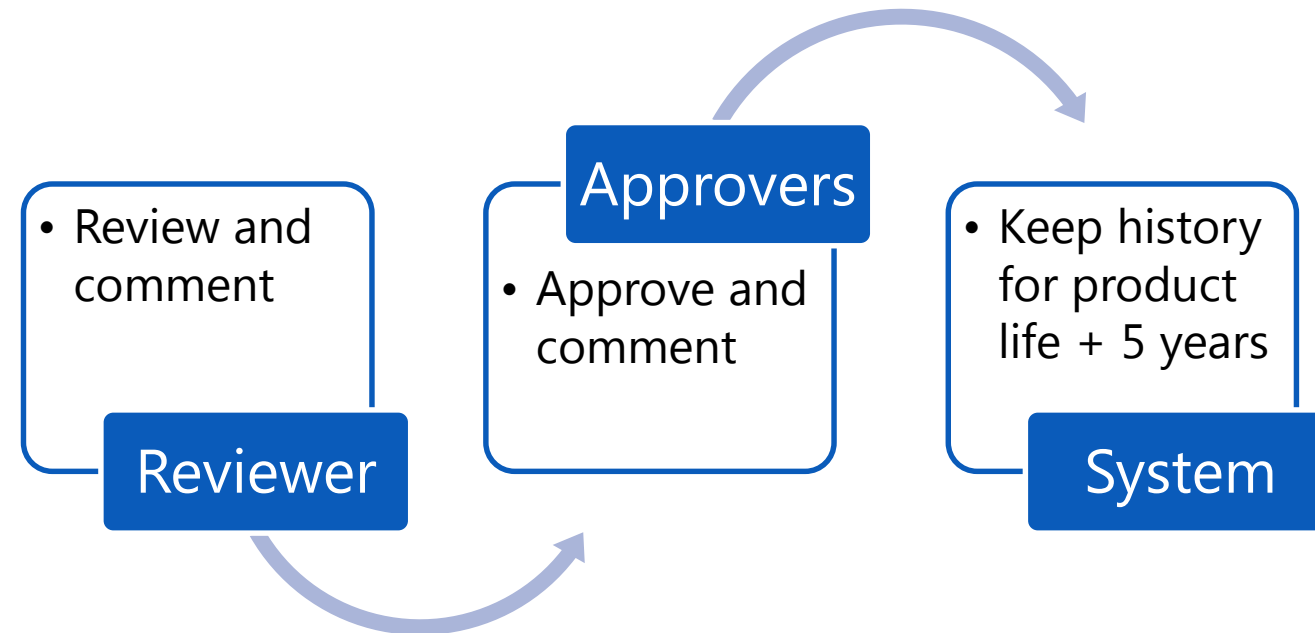 • Review and
comment
Reviewer
Approvers
• Approve and
comment
• Keep history
for product
life + 5 years
System